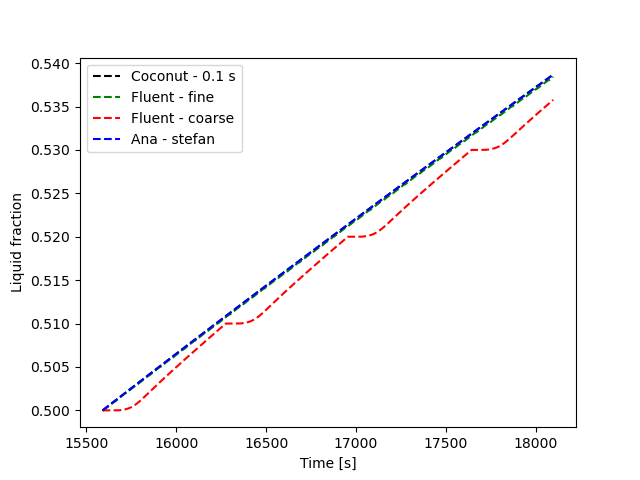 0.540
0.535
0.530
0.525
0.520
0.515
0.510
0.505
0.500
Liquid fraction
Coconut - 0.1 s
Fluent - fine
Fluent - coarse
Ana - stefan
15500 16000 16500 17000 17500 18000
Time [s]